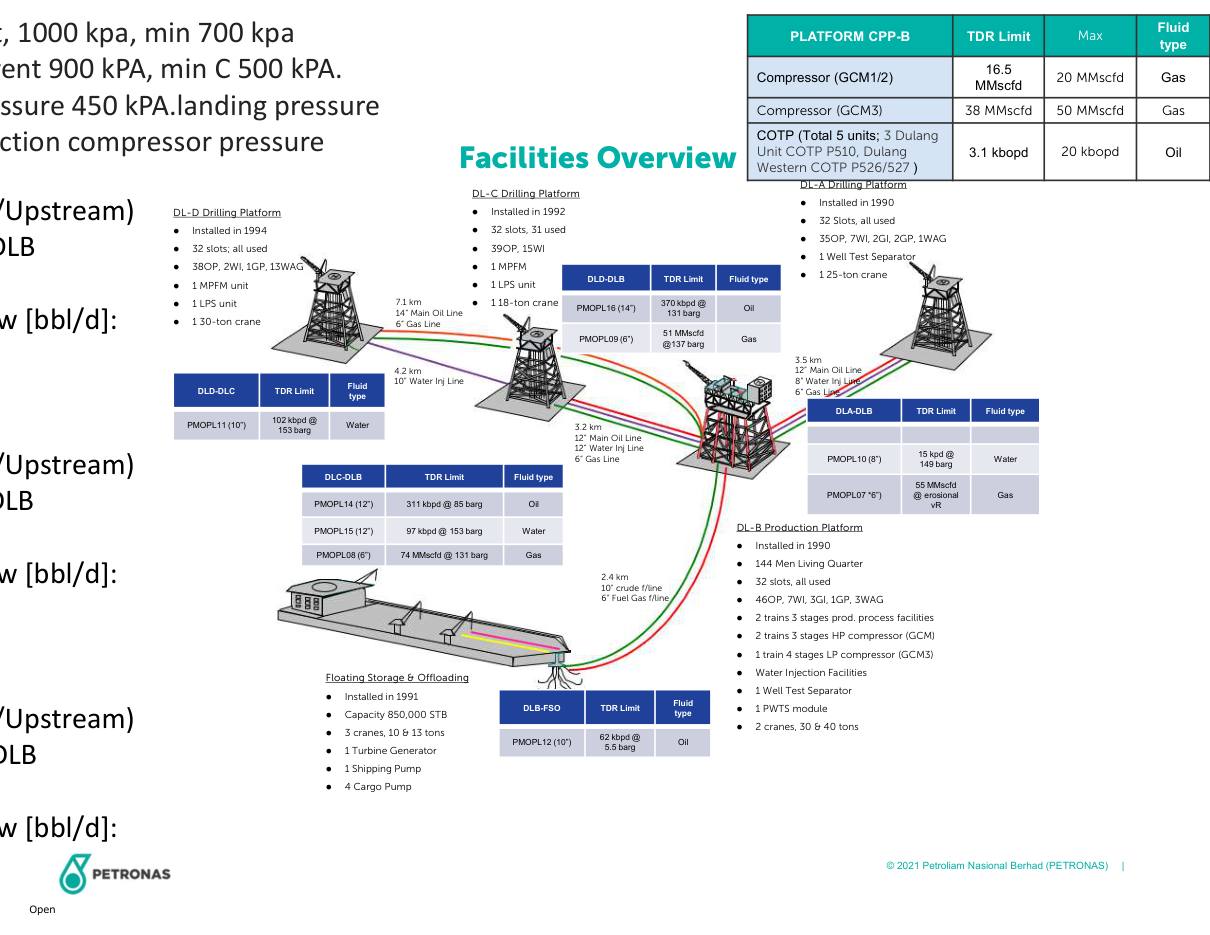 t, 1000 kpa, min 700 kpa
rent 900 kPA, min C 500 kPA.
ssure 450 kPA.landing pressure
ction compressor pressure
/Upstream)
DLB
w [bbl/d]:
/Upstream)
DLB
w [bbl/d]:
/Upstream)
DLB
w [bbl/d]:
PLATFORM CPP-B TDR Limit Max Fluid
type
Compressor (GCM1/2) 16.5
MMscfd 20 MMscfd Gas
Compressor (GCM3) 38 MMscfd 50 MMscfd Gas
COTP (Total 5 units; 3 Dulang
Unit COTP P510, Dulang
Western COTP P526/527 ) 3.1 kbopd 20 kbopd Oil
Facilities Overview
DL-D Drilling Platform
● Installed in 1994
● 32 slots; all used
● 38OP, 2WI, 1GP, 13WAG
● 1 MPFM unit
● 1 LPS unit
● 1 30-ton crane
DL-C Drilling Platform
● Installed in 1992
● 32 slots, 31 used
● 39OP, 15WI
● 1 MPFM
● 1 LPS unit
● 1 18-ton crane
DL-A Drilling Platform
● Installed in 1990
● 32 Slots, all used
● 35OP, 7WI, 2GI, 2GP, 1WAG
● 1 Well Test Separator
● 1 25-ton crane
DLD-DLB TDR Limit Fluid type
PMOPL16 (14") 370 kbpd @
131 barg Oil
PMOPL09 (6") 51 MMscfd
@137 barg Gas
7.1 km
14" Main Oil Line
6" Gas Line
4.2 km
10" Water Inj Line
3.5 km
12" Main Oil Line
8" Water Inj Line
6" Gas Line
DLD-DLC TDR Limit Fluid
type
PMOPL11 (10") 102 kbpd @
153 barg Water
3.2 km
12" Main Oil Line
12" Water Inj Line
6" Gas Line
DLA-DLB TDR Limit Fluid type
PMOPL10 (8") 15 kpd @
149 barg Water
PMOPL07 "6") 55 MMscfd
@ erosional
vR Gas
DLC-DLB TDR Limit Fluid type
PMOPL14 (12") 311 kbpd @ 85 barg Oil
PMOPL15 (12") 97 kbpd @ 153 barg Water
PMOPL08 (6") 74 MMscfd @ 131 barg Gas
DL-B Production Platform
● Installed in 1990
● 144 Men Living Quarter
● 32 slots, all used
● 46OP, 7WI, 3GI, 1GP, 3WAG
● 2 trains 3 stages prod. process facilities
● 2 trains 3 stages HP compressor (GCM)
● 1 train 4 stages LP compressor (GCM3)
● Water Injection Facilities
● 1 Well Test Separator
● 1 PWTS module
● 2 cranes, 30 & 40 tons
2.4 km
10" crude f/line
6" Fuel Gas f/line
Floating Storage & Offloading
● Installed in 1991
● Capacity 850,000 STB
● 3 cranes, 10 & 13 tons
● 1 Turbine Generator
● 1 Shipping Pump
● 4 Cargo Pump
DLB-FSO TDR Limit Fluid
type
PMOPL12 (10") 62 kbpd @
5.5 barg Oil
PETRONAS
© 2021 Petroliam Nasional Berhad (PETRONAS) |
Open